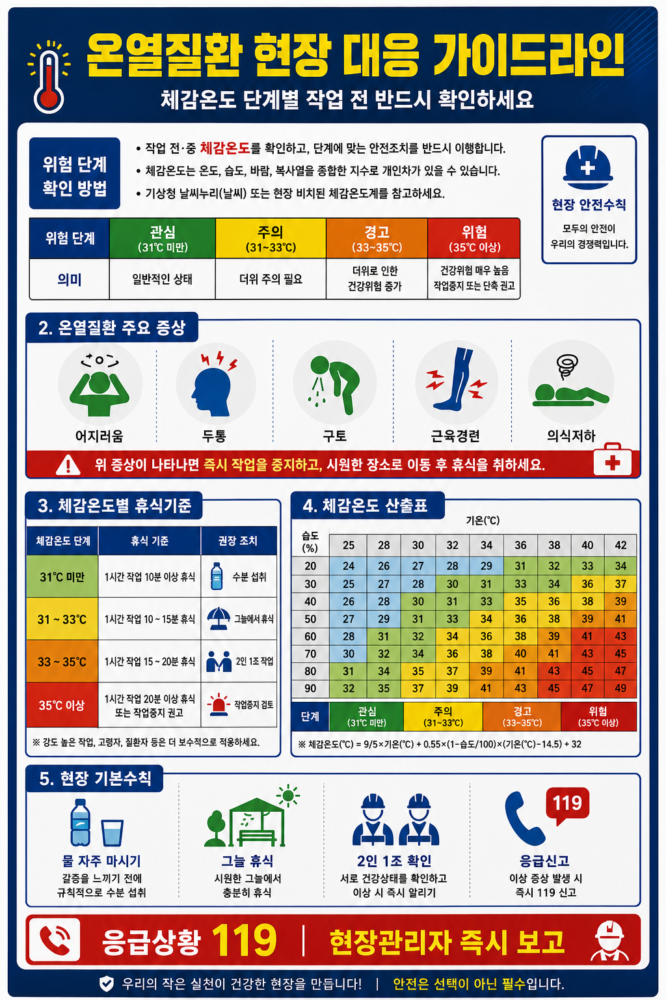 온열질환 현장 대응 가이드라인
체감온도 단계별 작업 전 반드시 확인하세요
위험 단계
확인 방법
• 작업 전·중 체감온도를 확인하고, 단계에 맞는 안전조치를 반드시 이행합니다.
• 체감온도는 온도, 습도, 바람, 복사열을 종합한 지수로 개인차가 있을 수 있습니다.
• 기상청 날씨누리(날씨) 또는 현장 비치된 체감온도계를 참고하세요.
현장 안전수칙
모두의 안전이
우리의 경쟁력입니다.
위험 단계 관심 (31℃ 미만) 주의 (31~33℃) 경고 (33~35℃) 위험 (35℃ 이상)
의미 일반적인 상태 더위 주의 필요 더위로 인한 건강위험 증가 건강위험 매우 높음 작업중지 또는 단축 권고
2. 온열질환 주요 증상
어지러움 두통 구토 근육경련 의식저하
위 증상이 나타나면 즉시 작업을 중지하고, 시원한 장소로 이동 후 휴식을 취하세요.
3. 체감온도별 휴식기준
체감온도 단계 휴식 기준 권장 조치
31℃ 미만 1시간 작업 10분 이상 휴식 수분 섭취
31 ~ 33℃ 1시간 작업 10 ~ 15분 휴식 그늘에서 휴식
33 ~ 35℃ 1시간 작업 15 ~ 20분 휴식 2인 1조 작업
35℃ 이상 1시간 작업 20분 이상 휴식 또는 작업중지 권고 작업중지 검토
※ 강도 높은 작업, 고령자, 질환자 등은 더 보수적으로 적용하세요.
4. 체감온도 산출표
기온(℃)
습도 (%) 25 28 30 32 34 36 38 40 42
20 24 26 27 28 29 31 32 33 34
30 25 27 28 30 31 33 34 36 37
40 26 28 30 31 33 35 36 38 39
50 27 29 31 33 34 36 38 39 41
60 28 31 32 34 36 38 39 41 43
70 30 32 34 36 38 40 41 43 45
80 31 34 35 37 39 41 43 45 47
90 32 35 37 39 41 43 45 47 49
단계 관심 (31℃ 미만) 주의 (31~33℃) 경고 (33~35℃) 위험 (35℃ 이상)
※ 체감온도(℃) = 9/5×기온(℃) + 0.55×(1−습도/100)×(기온(℃)−14.5) + 32
5. 현장 기본수칙
물 자주 마시기
갈증을 느끼기 전에
규칙적으로 수분 섭취
그늘 휴식
시원한 그늘에서
충분히 휴식
2인 1조 확인
서로 건강상태를 확인하고
이상 시 즉시 알리기
119
응급신고
이상 증상 발생 시
즉시 119 신고
응급상황 119 | 현장관리자 즉시 보고
우리의 작은 실천이 건강한 현장을 만듭니다! | 안전은 선택이 아닌 필수입니다.